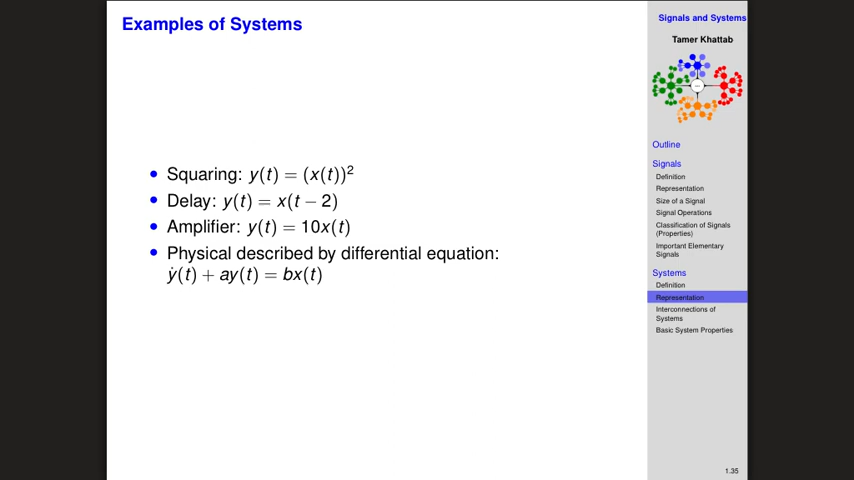 Examples of Systems
• Squaring: y(t) = (x(t))²
• Delay: y(t) = x(t − 2)
• Amplifier: y(t) = 10x(t)
• Physical described by differential equation:
ẏ(t) + ay(t) = bx(t)
Signals and Systems
Tamer Khattab
Outline
Signals
Definition
Representation
Size of a Signal
Signal Operations
Classification of Signals
(Properties)
Important Elementary
Signals
Systems
Definition
Representation
Interconnections of
Systems
Basic System Properties
1.35